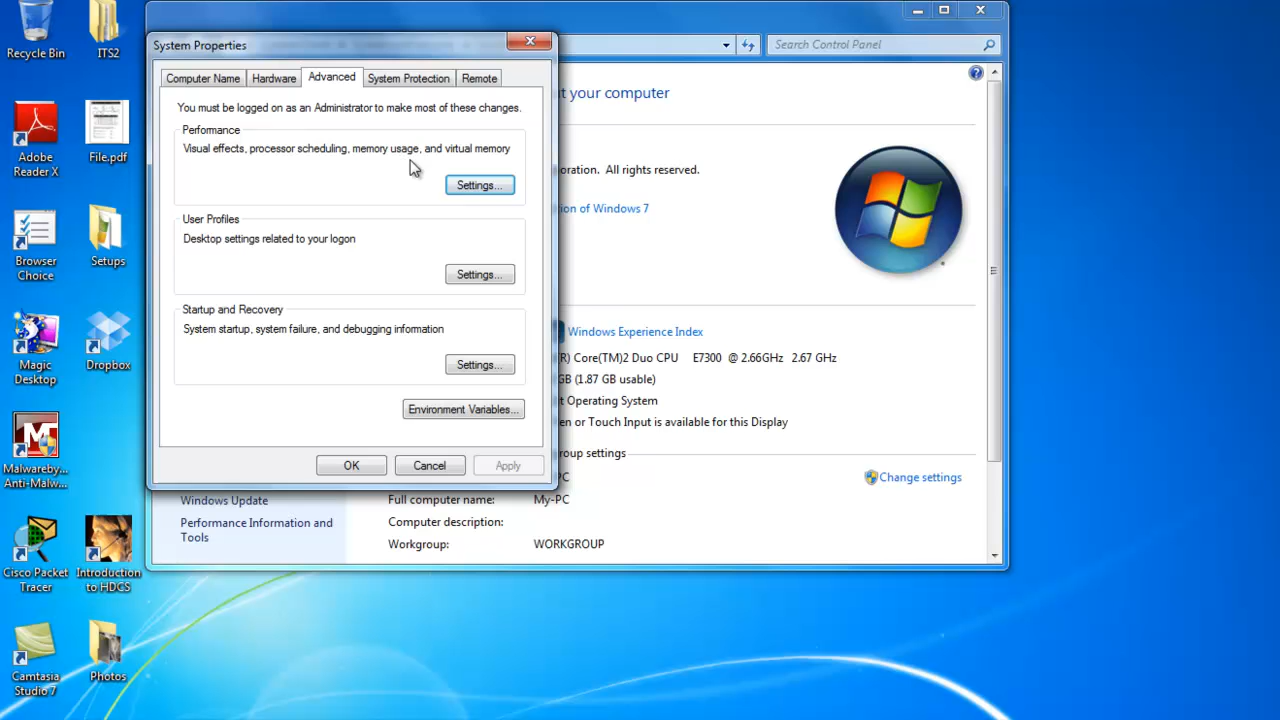 Recycle Bin
ITS2
Adobe
Reader X
File.pdf
Browser
Choice
Setups
Magic
Desktop
Dropbox
Malwareby...
Anti-Malw...
Cisco Packet
Tracer
Introduction
to HDCS
Camtasia
Studio 7
Photos
System Properties
Computer Name
Hardware
Advanced
System Protection
Remote
You must be logged on as an Administrator to make most of these changes.
Performance
Visual effects, processor scheduling, memory usage, and virtual memory
Settings...
User Profiles
Desktop settings related to your logon
Settings...
Startup and Recovery
System startup, system failure, and debugging information
Settings...
Environment Variables...
OK
Cancel
Apply
Search Control Panel
t your computer
oration. All rights reserved.
ion of Windows 7
Windows Experience Index
R) Core(TM)2 Duo CPU E7300 @ 2.66GHz 2.67 GHz
GB (1.87 GB usable)
t Operating System
en or Touch Input is available for this Display
group settings
PC
Change settings
Windows Update
Full computer name: My-PC
Performance Information and
Tools
Computer description:
Workgroup: WORKGROUP